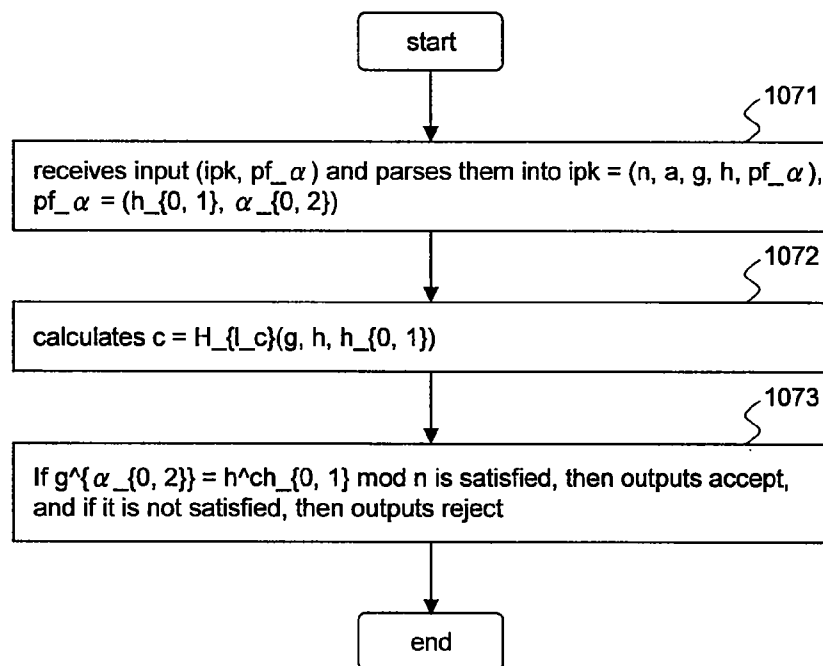 start
1071
receives input (ipk, pf_α) and parses them into ipk = (n, a, g, h, pf_α),
pf_α = (h_{0, 1}, α_{0, 2})
1072
calculates c = H_{l_c}(g, h, h_{0, 1})
1073
If g^{α_{0, 2}} = h^ch_{0, 1} mod n is satisfied, then outputs accept,
and if it is not satisfied, then outputs reject
end